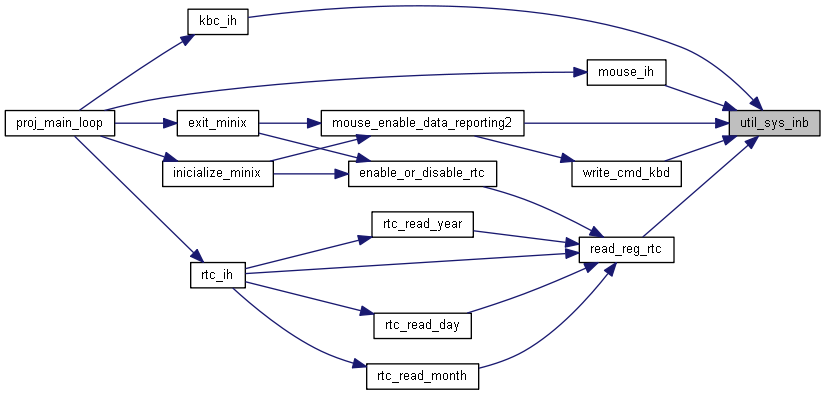 kbc_ih
mouse_ih
proj_main_loop
exit_minix
mouse_enable_data_reporting2
util_sys_inb
inicialize_minix
enable_or_disable_rtc
write_cmd_kbd
rtc_read_year
read_reg_rtc
rtc_ih
rtc_read_day
rtc_read_month